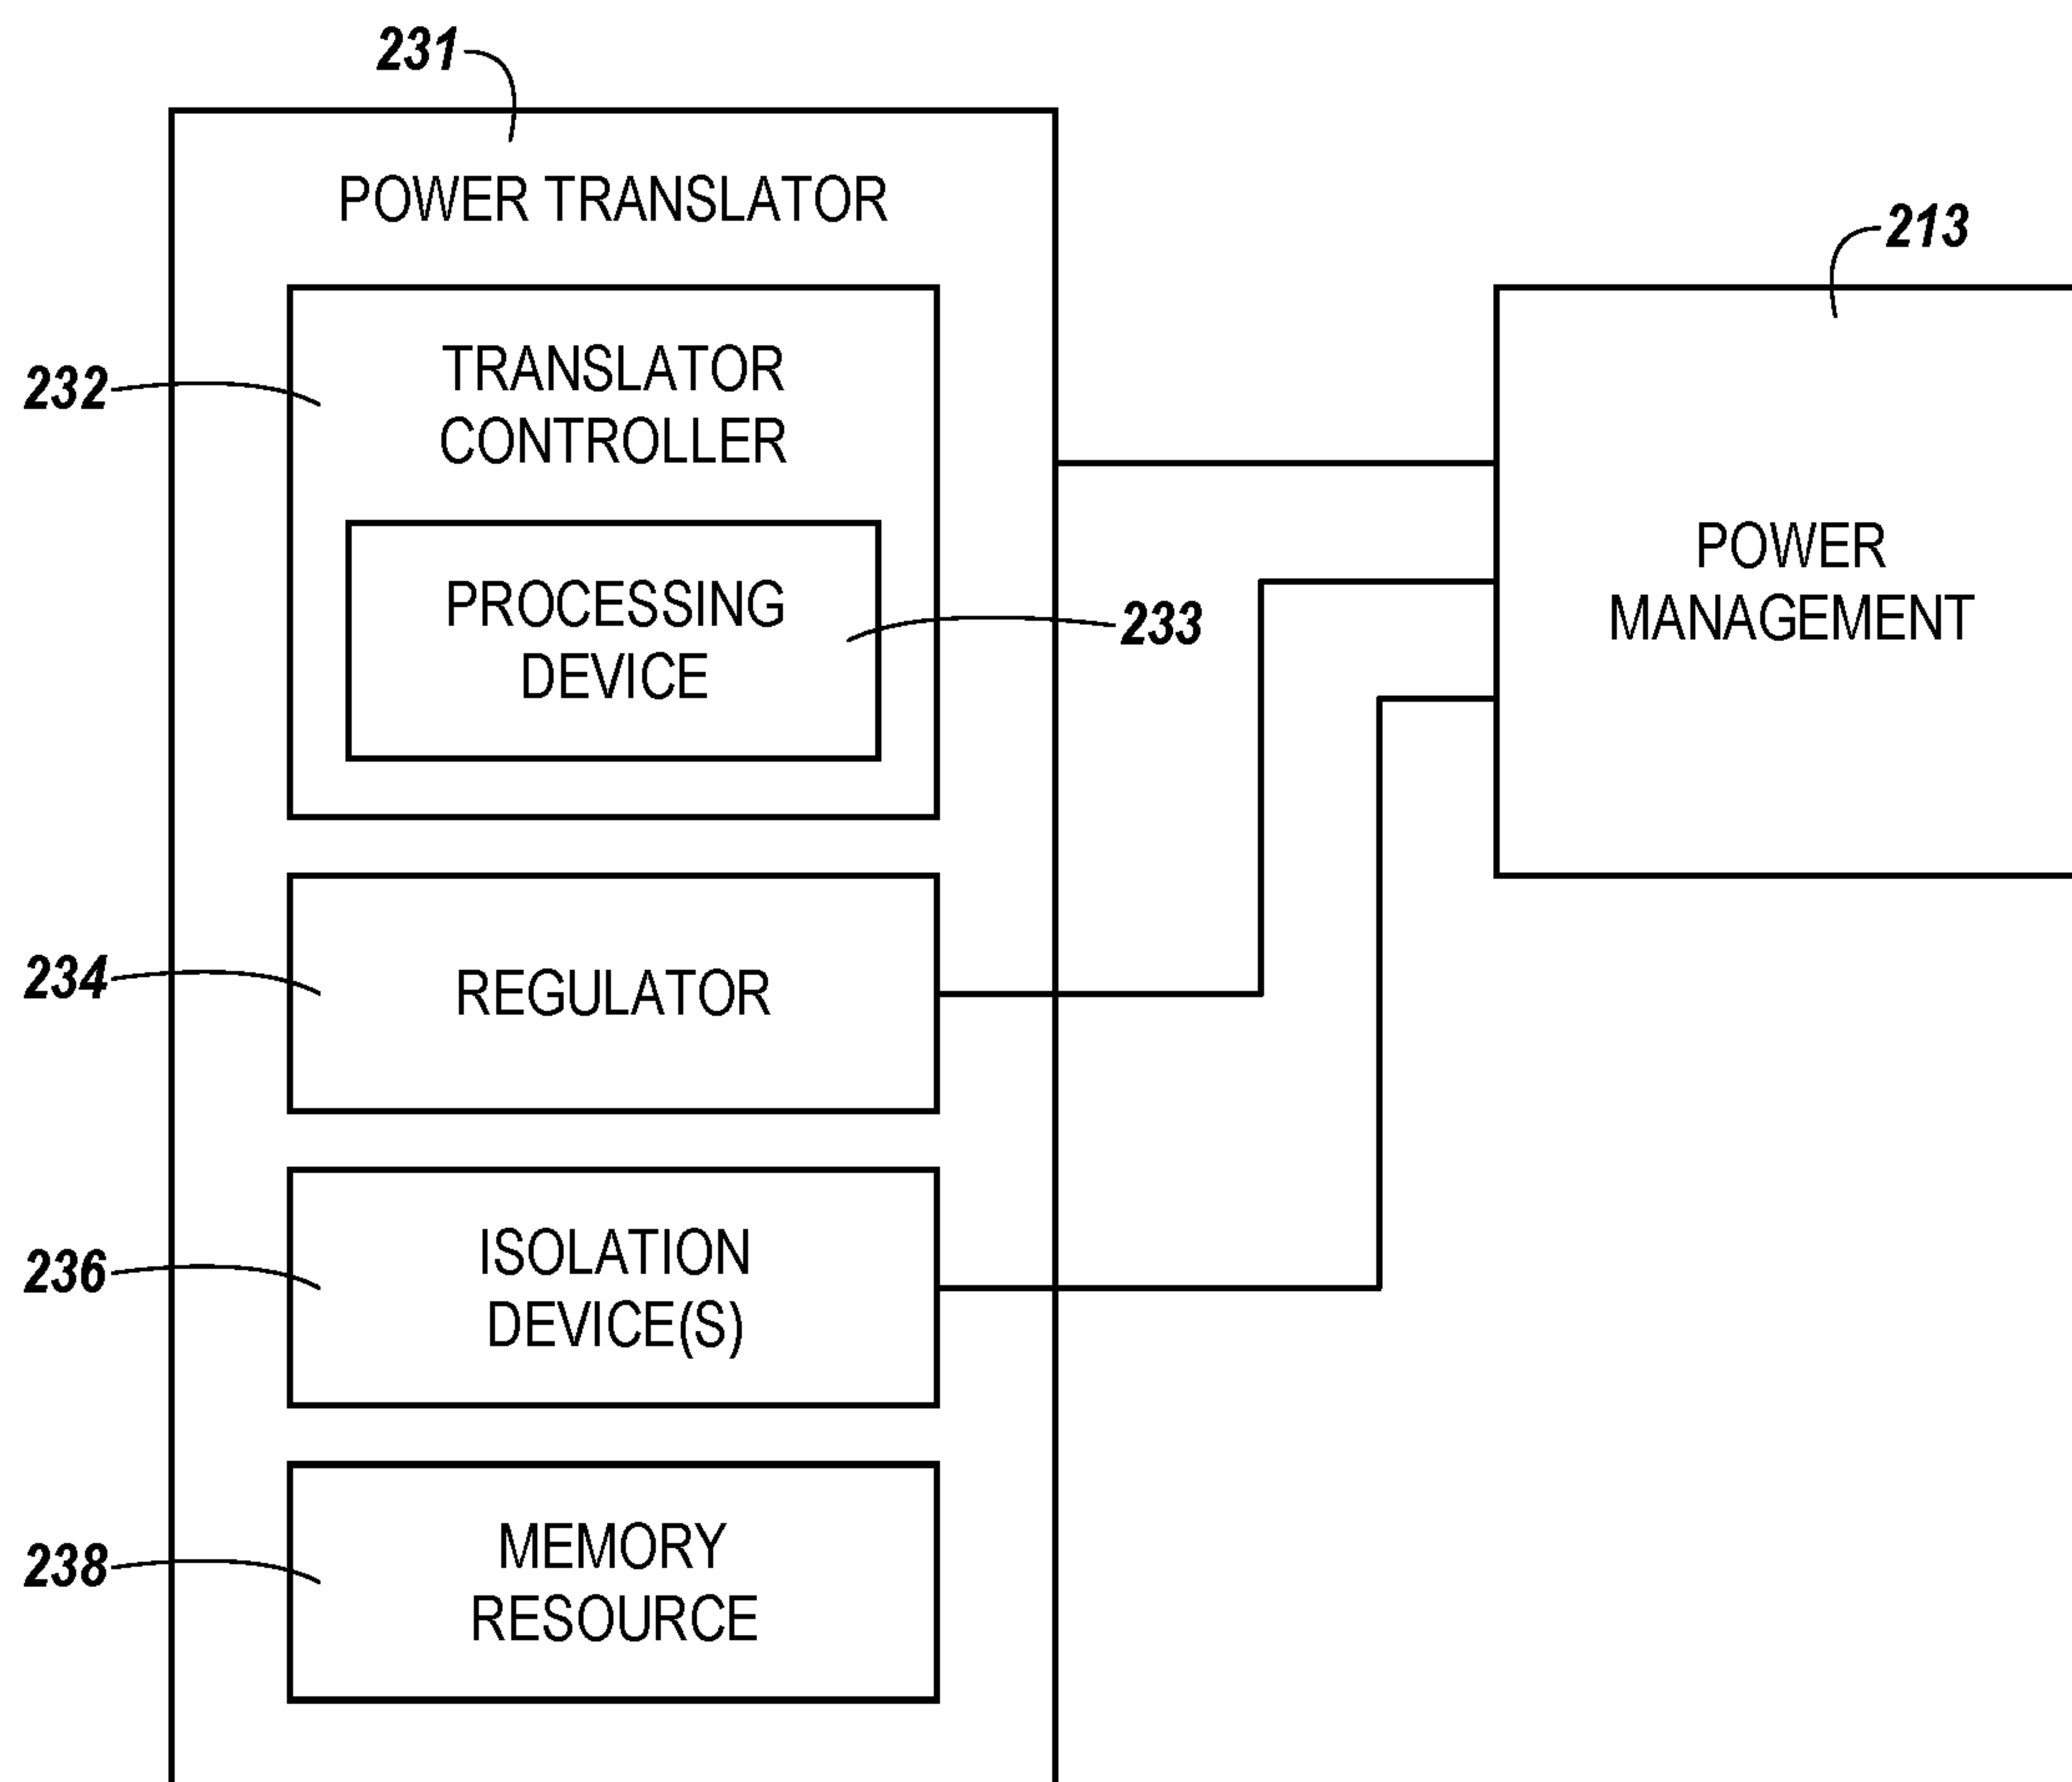 231
POWER TRANSLATOR
213
232
TRANSLATOR
CONTROLLER
PROCESSING
DEVICE
233
POWER
MANAGEMENT
234
REGULATOR
236
ISOLATION
DEVICE(S)
238
MEMORY
RESOURCE